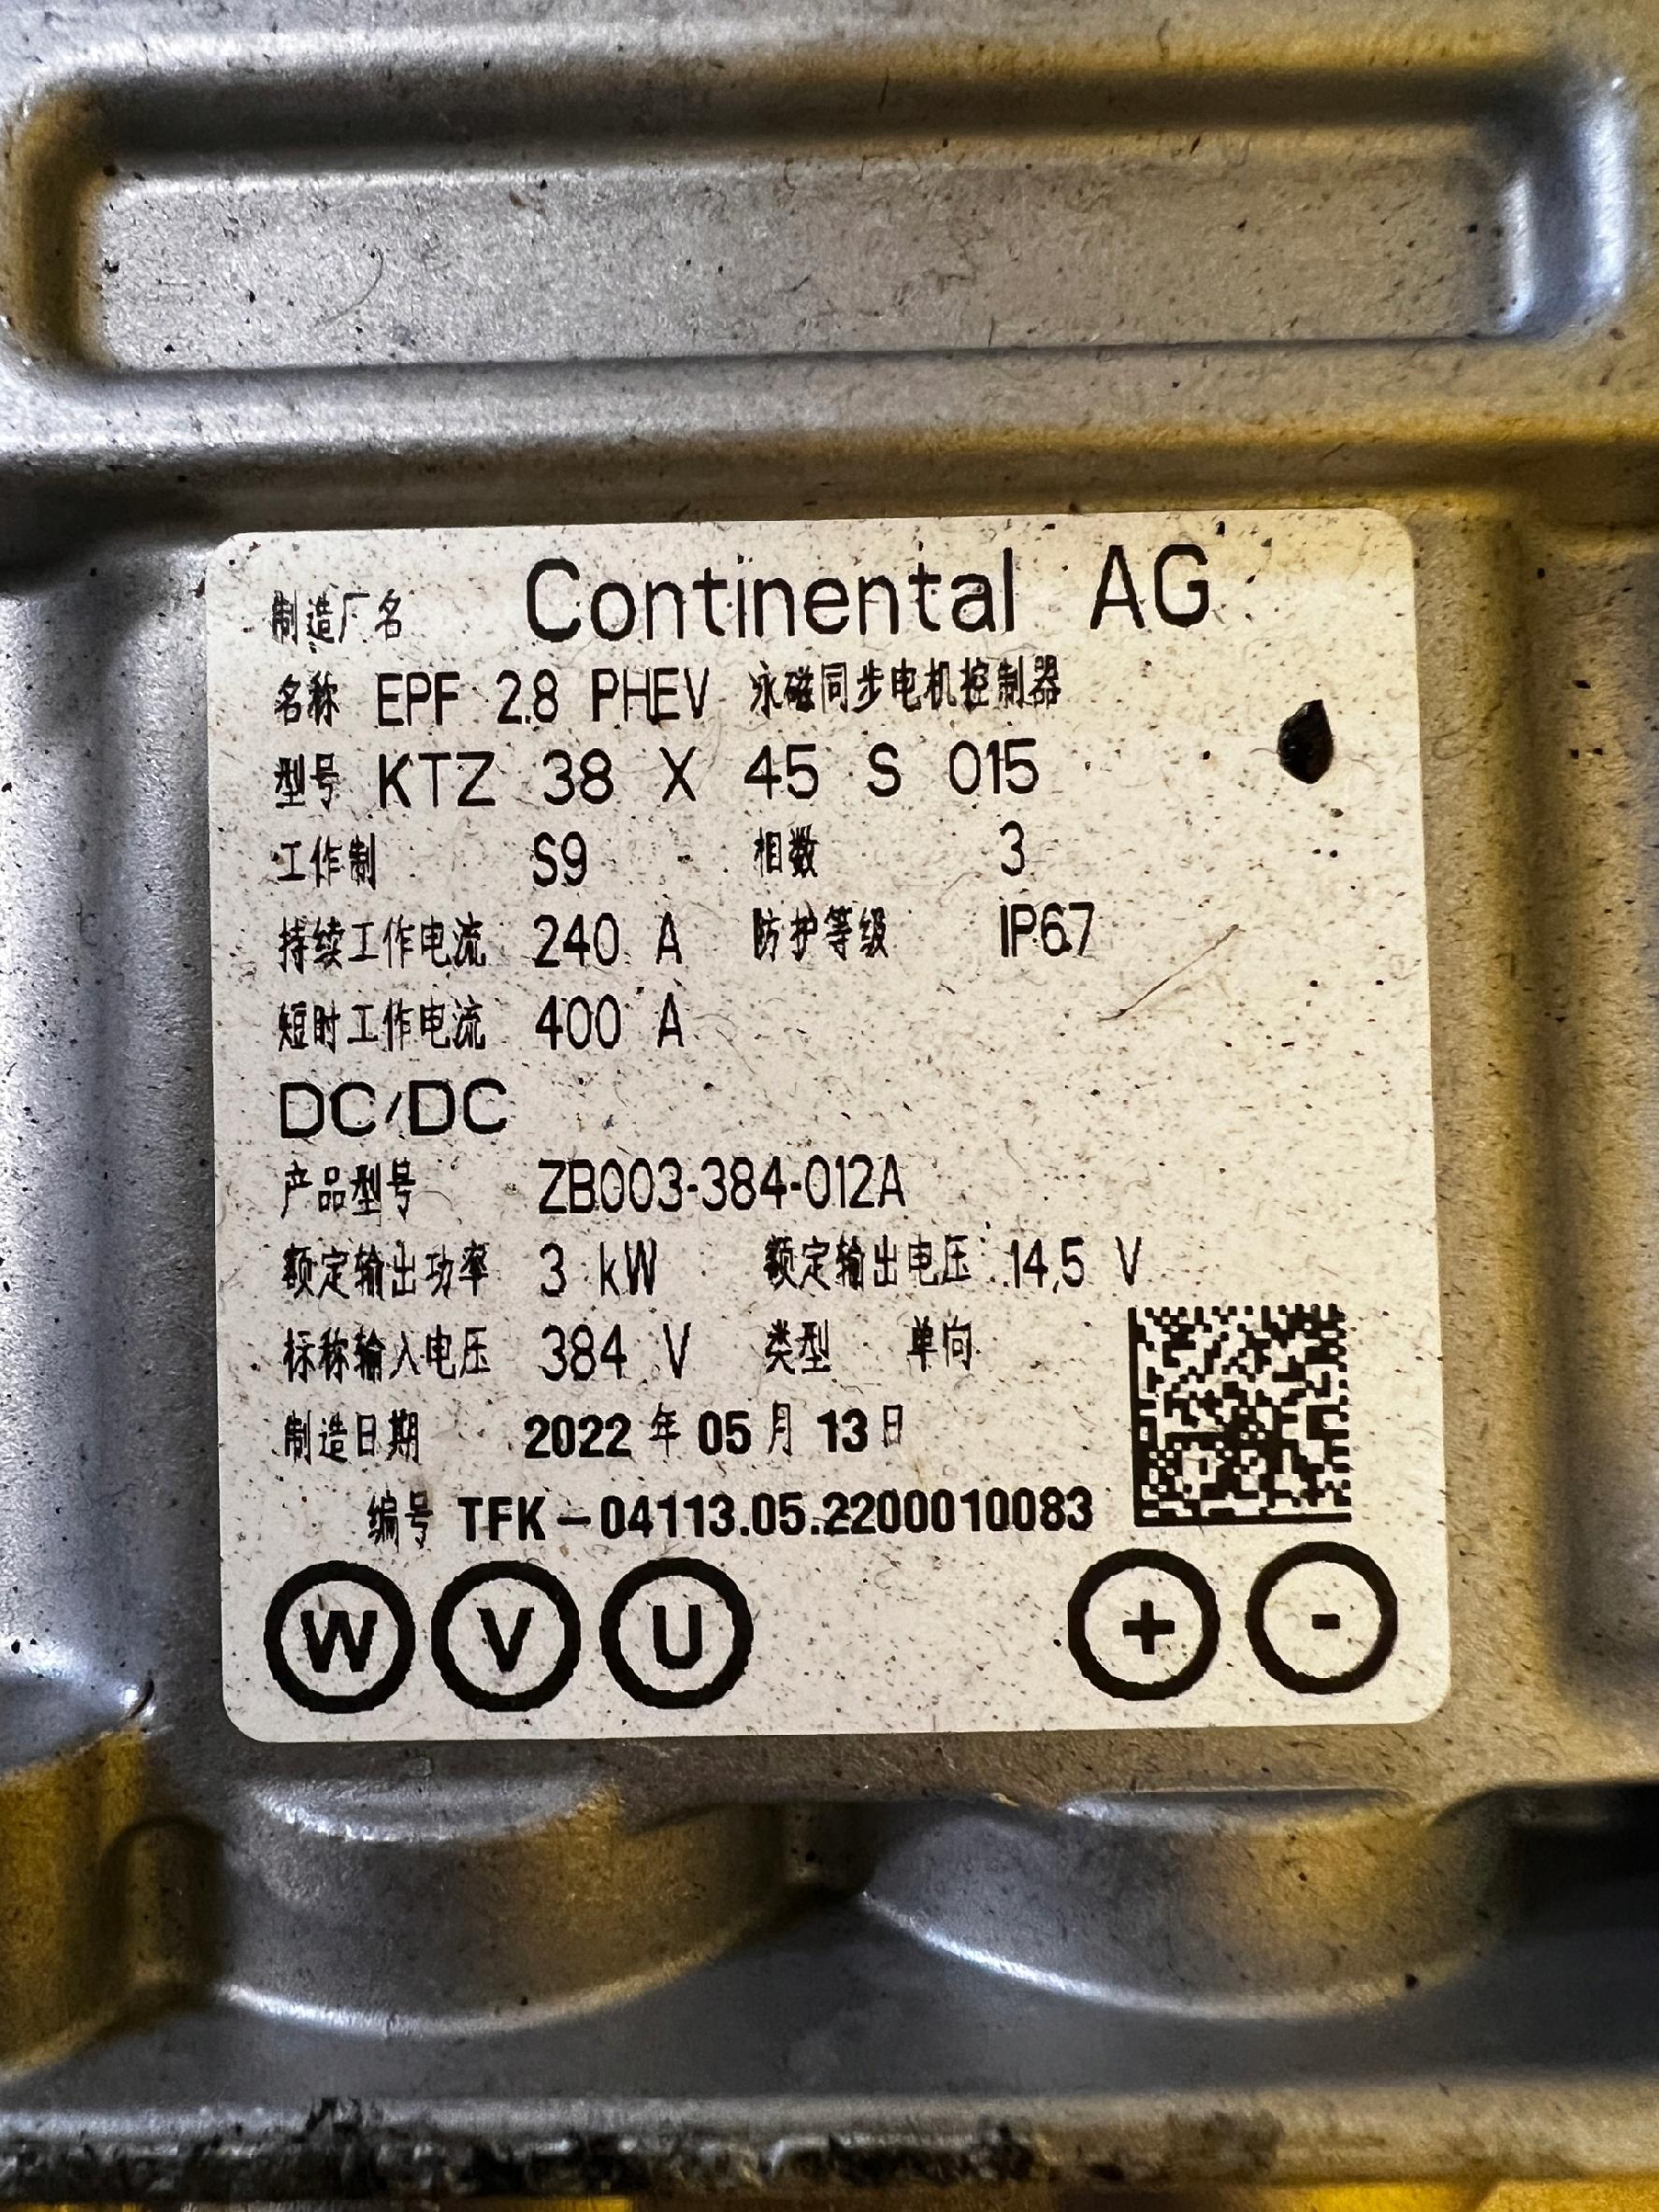 制造厂名 Continental AG
名称 EPF 2.8 PHEV 永磁同步电机控制器
型号 KTZ 38 X 45 S 015
工作制 S9 相数 3
持续工作电流 240 A 防护等级 IP67
短时工作电流 400 A
DC/DC
产品型号 ZB003-384-012A
额定输出功率 3 kW 额定输出电压 14,5 V
标称输入电压 384 V 类型 单向
制造日期 2022 年 05 月 13 日
编号 TFK-04113.05.2200010083
W V U + -